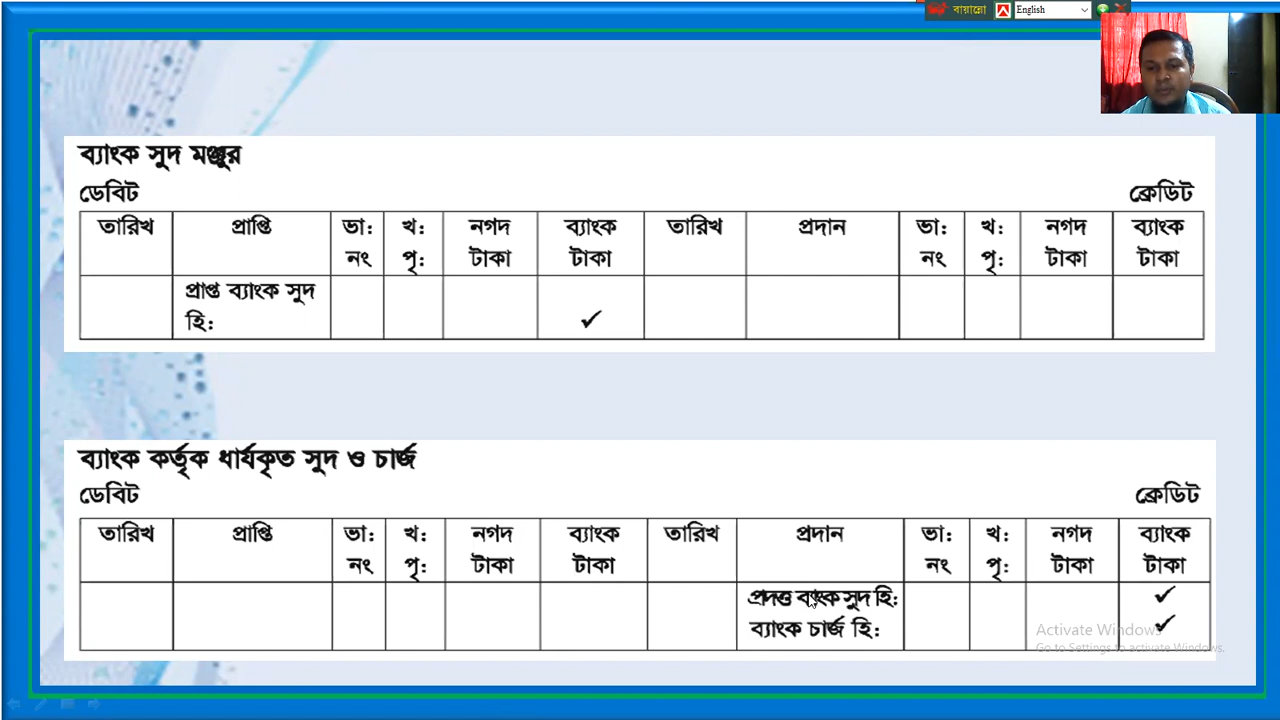 বায়ান্নো English
ব্যাংক সুদ মঞ্জুর
ডেবিট ক্রেডিট
তারিখ প্রাপ্তি ভা: খ: নগদ ব্যাংক তারিখ প্রদান ভা: খ: নগদ ব্যাংক
নং পৃ: টাকা টাকা নং পৃ: টাকা টাকা
প্রাপ্ত ব্যাংক সুদ
হি: ✓
ব্যাংক কর্তৃক ধার্যকৃত সুদ ও চার্জ
ডেবিট ক্রেডিট
তারিখ প্রাপ্তি ভা: খ: নগদ ব্যাংক তারিখ প্রদান ভা: খ: নগদ ব্যাংক
নং পৃ: টাকা টাকা নং পৃ: টাকা টাকা
প্রদত্ত ব্যাংক সুদ হি: ✓
ব্যাংক চার্জ হি: ✓
Activate Windows
Go to Settings to activate Windows.